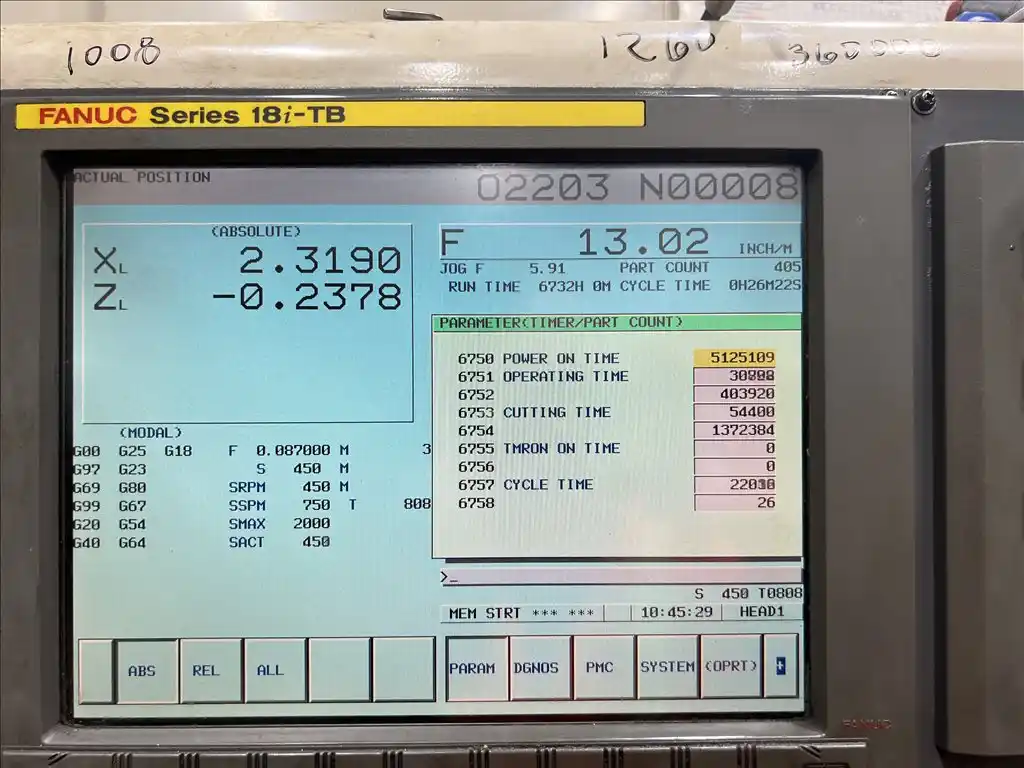 1008 1260 360000
FANUC Series 18i-TB
ACTUAL POSITION O2203 N00008
(ABSOLUTE)
X L 2.3190
Z L -0.2378
F 13.02 INCH/M
JOG F 5.91 PART COUNT 405
RUN TIME 6732H 0M CYCLE TIME 0H26M22S
PARAMETER(TIMER/PART COUNT)
6750 POWER ON TIME 5125109
6751 OPERATING TIME
6752 403920
6753 CUTTING TIME 54400
6754 1372384
6755 TMRON ON TIME 0
6756 0
6757 CYCLE TIME
6758 26
(MODAL)
G00 G25 G18 F 0.087000 M 3
G97 G23 S 450 M
G69 G80 SRPM 450 M
G99 G67 SSPM 750 T 808
G20 G54 SMAX 2000
G40 G64 SACT 450
>_
S 450 T0808
MEM STRT *** *** 10:45:29 HEAD1
ABS REL ALL PARAM DGNOS PMC SYSTEM (OPRT) +
FANUC